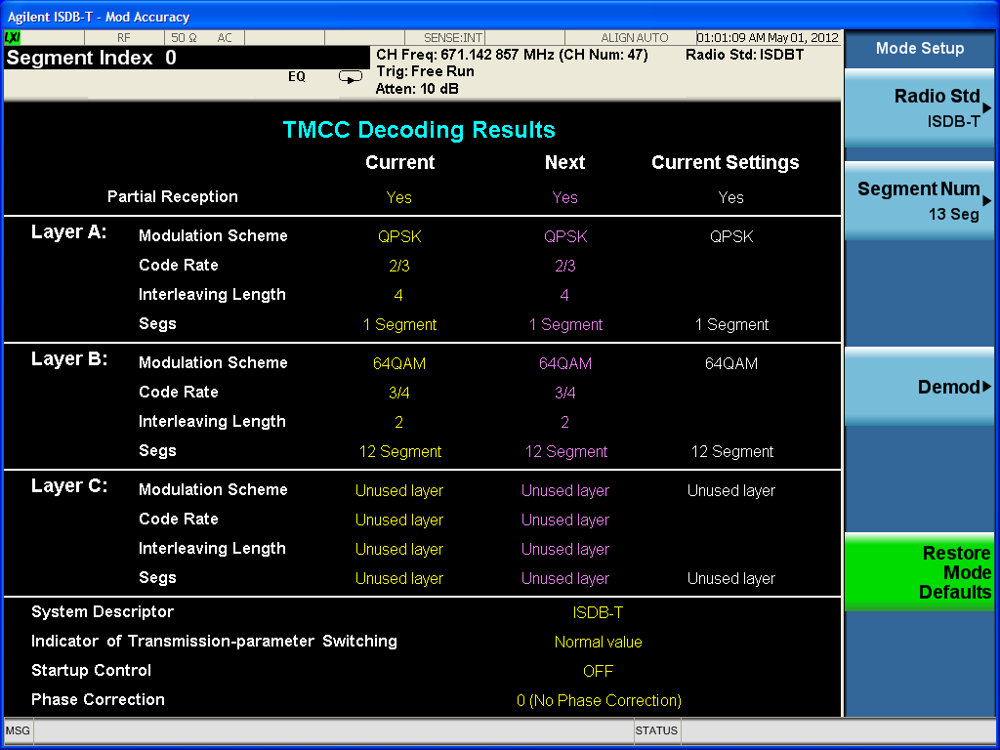 Agilent ISDB-T - Mod Accuracy
LXI RF 50 Ω AC SENSE:INT ALIGN AUTO 01:01:09 AM May 01, 2012
Segment Index 0
CH Freq: 671.142 857 MHz (CH Num: 47) Radio Std: ISDBT
EQ Trig: Free Run
Atten: 10 dB
TMCC Decoding Results
Current Next Current Settings
Partial Reception Yes Yes Yes
Layer A: Modulation Scheme QPSK QPSK QPSK
Code Rate 2/3 2/3
Interleaving Length 4 4
Segs 1 Segment 1 Segment 1 Segment
Layer B: Modulation Scheme 64QAM 64QAM 64QAM
Code Rate 3/4 3/4
Interleaving Length 2 2
Segs 12 Segment 12 Segment 12 Segment
Layer C: Modulation Scheme Unused layer Unused layer Unused layer
Code Rate Unused layer Unused layer
Interleaving Length Unused layer Unused layer
Segs Unused layer Unused layer Unused layer
System Descriptor ISDB-T
Indicator of Transmission-parameter Switching Normal value
Startup Control OFF
Phase Correction 0 (No Phase Correction)
Mode Setup
Radio Std
ISDB-T
Segment Num
13 Seg
Demod
Restore
Mode
Defaults
MSG STATUS